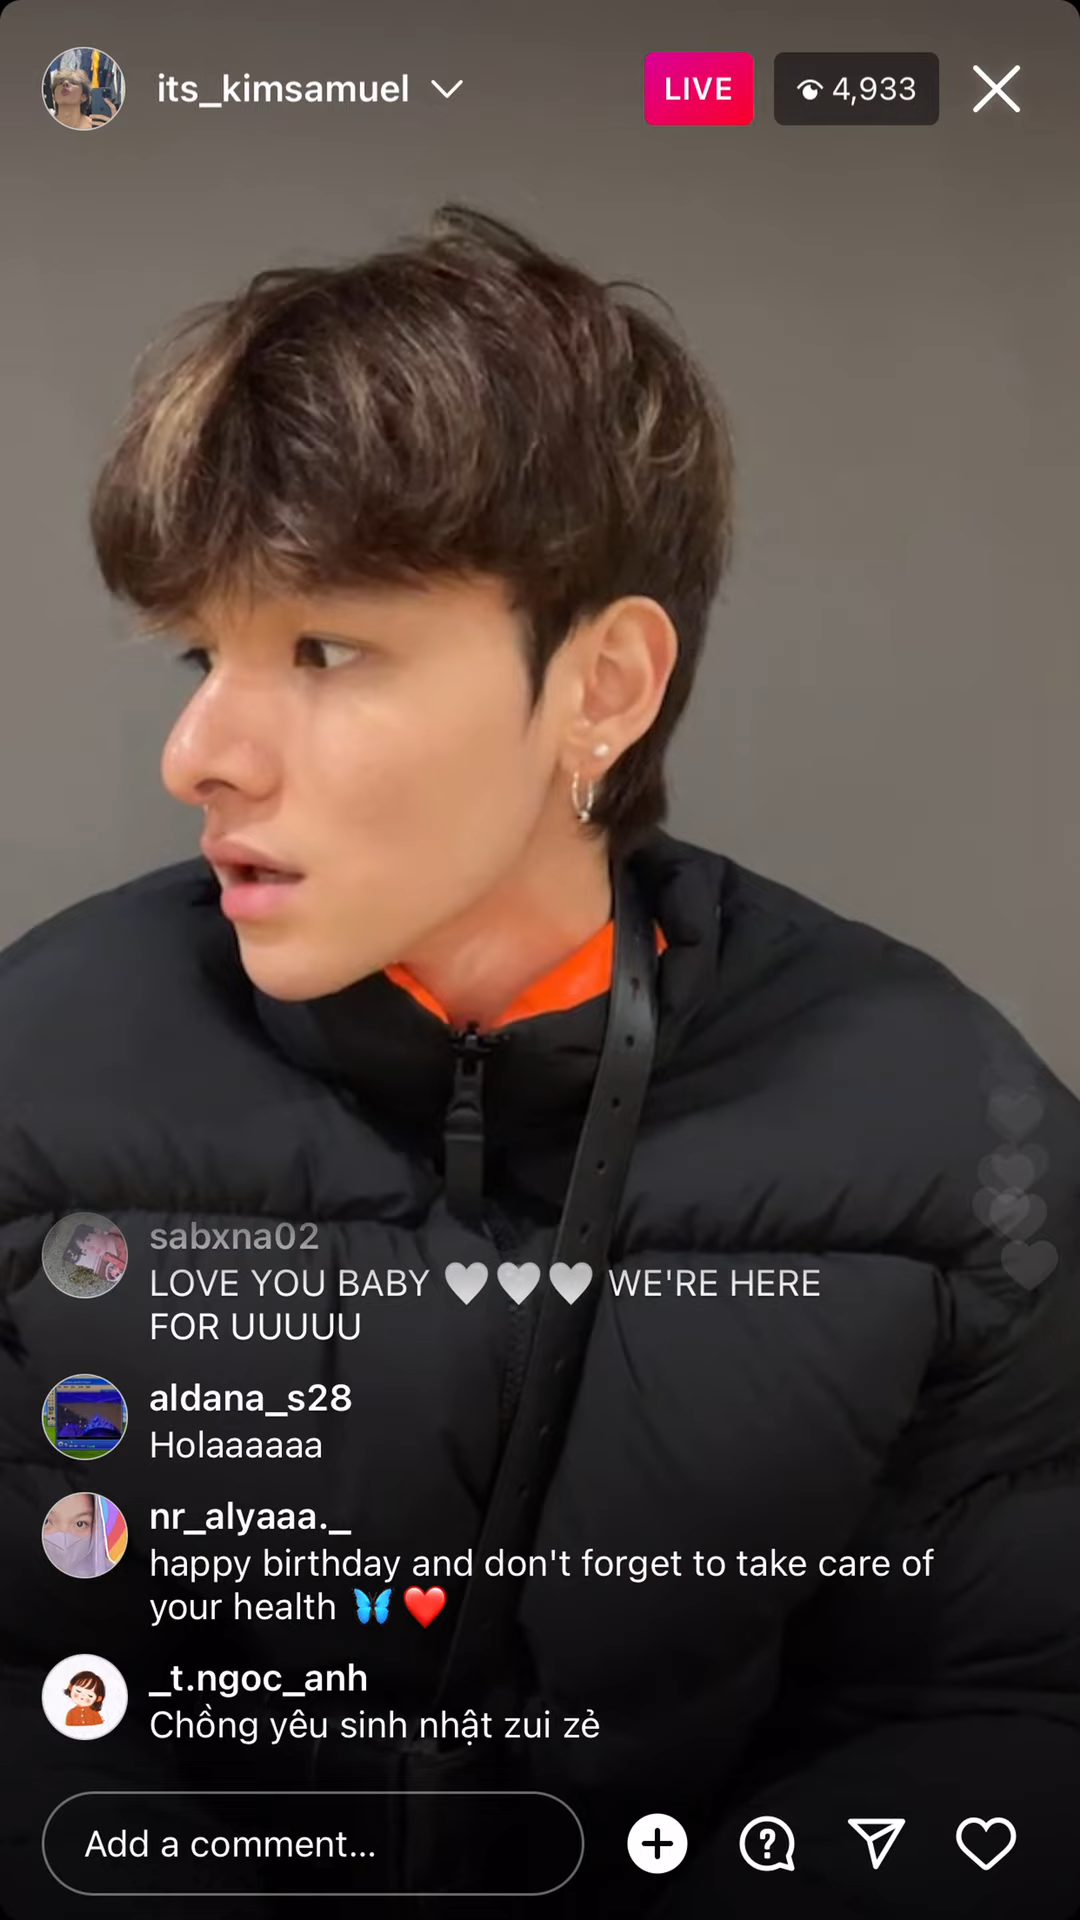 its_kimsamuel
LIVE
4,933
sabxna02
LOVE YOU BABY 🤍🤍🤍 WE'RE HERE
FOR UUUUU
aldana_s28
Holaaaaaa
nr_alyaaa._
happy birthday and don't forget to take care of
your health 🦋❤️
_t.ngoc_anh
Chồng yêu sinh nhật zui zẻ
Add a comment...